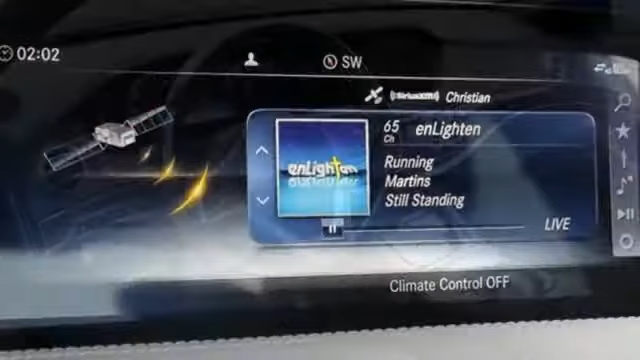 02:02
SW
((SiriusXM)) Christian
65 enLighten
Ch
enLighten
Running
Martins
Still Standing
LIVE
Climate Control OFF